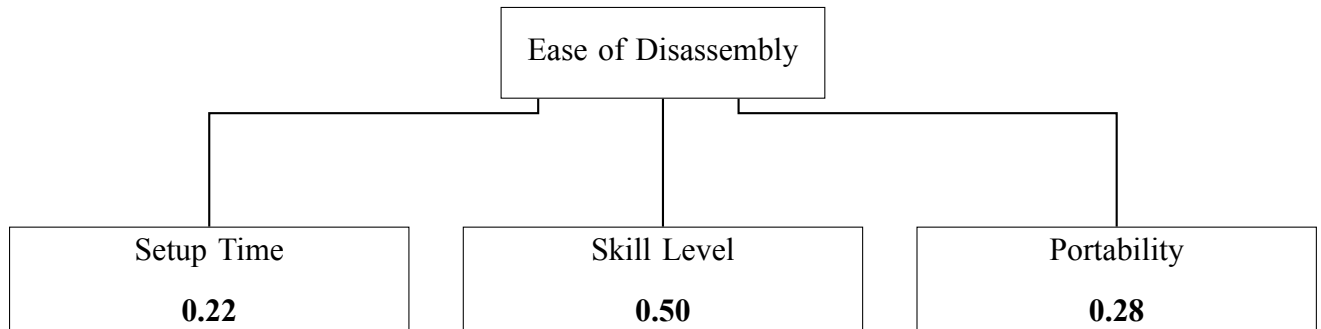 Ease of Disassembly
Setup Time
0.22
Skill Level
0.50
Portability
0.28